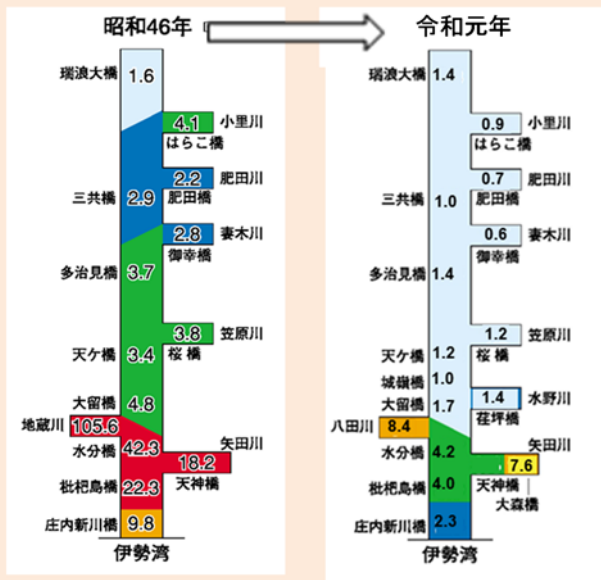 昭和46年
瑞浪大橋 1.6
4.1 小里川
はらこ橋
2.2 肥田川
三共橋 2.9 肥田橋
2.8 妻木川
御幸橋
多治見橋 3.7
3.8 笠原川
天ケ橋 3.4 桜橋
大留橋 4.8
地蔵川 105.6
水分橋 42.3 矢田川
18.2
天神橋
枇杷島橋 22.3
庄内新川橋 9.8
伊勢湾
令和元年
瑞浪大橋 1.4
0.9 小里川
はらこ橋
0.7 肥田川
三共橋 1.0 肥田橋
0.6 妻木川
御幸橋
多治見橋 1.4
1.2 笠原川
天ケ橋 1.2 桜橋
城嶺橋 1.0
1.4 水野川
大留橋 1.7
荏坪橋
八田川 8.4
水分橋 4.2 矢田川
7.6
枇杷島橋 4.0 天神橋
大森橋
庄内新川橋 2.3
伊勢湾